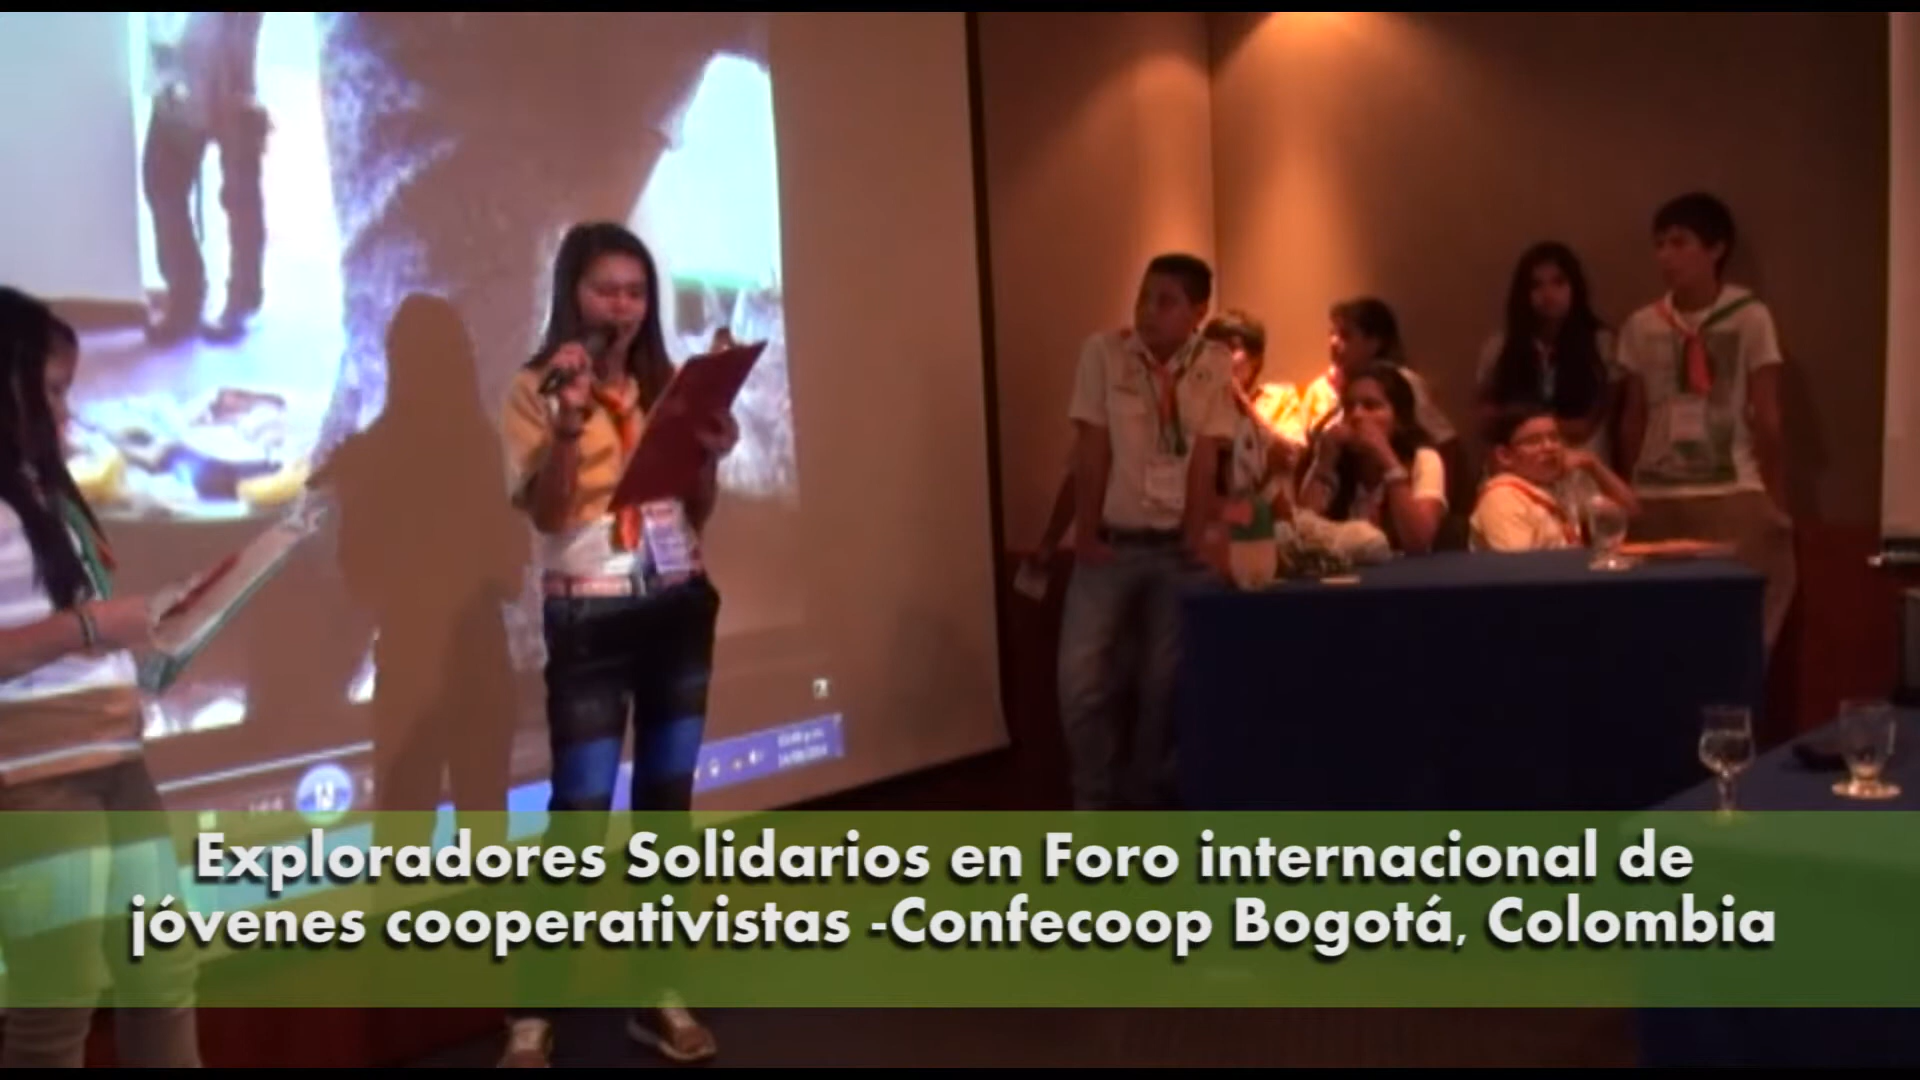 Exploradores Solidarios en Foro internacional de
jóvenes cooperativistas -Confecoop Bogotá, Colombia